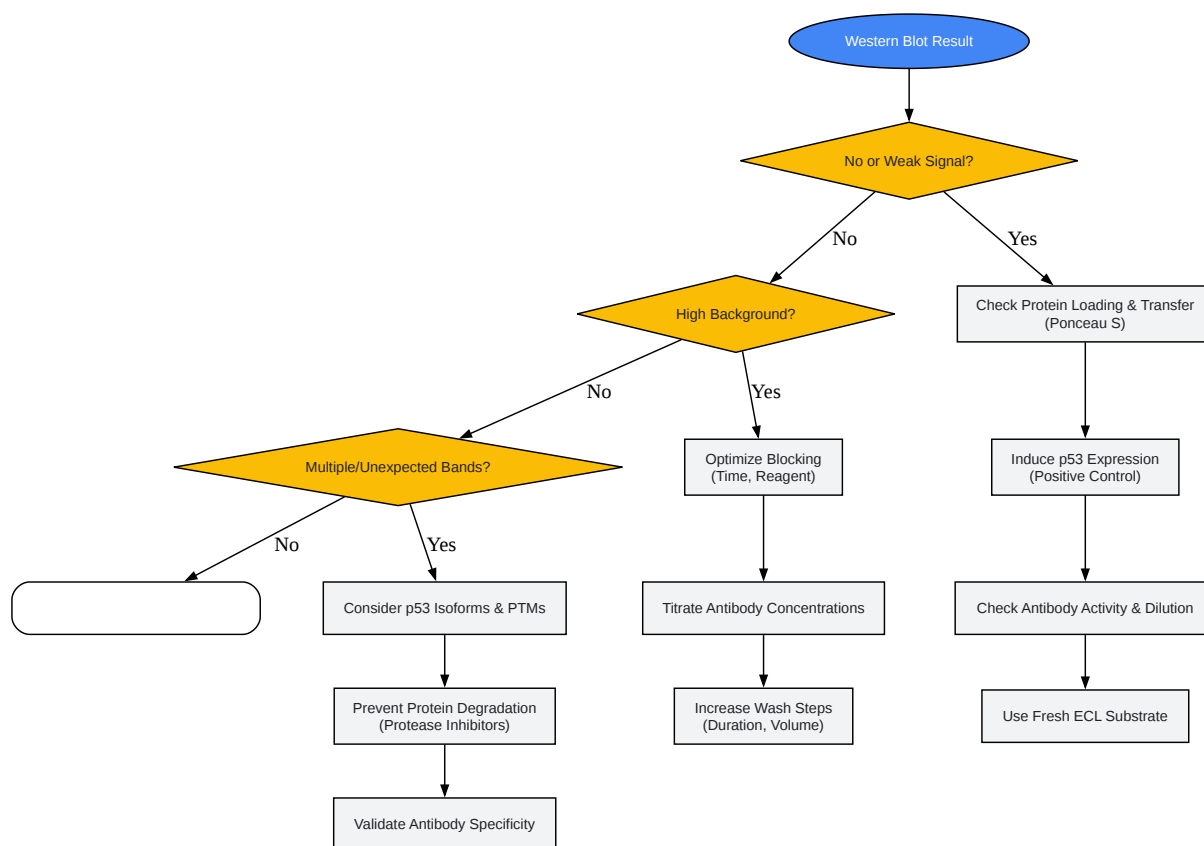 Western Blot Result
No or Weak Signal?
No
Yes
High Background?
Check Protein Loading & Transfer
(Ponceau S)
No
Yes
Multiple/Unexpected Bands?
Optimize Blocking
(Time, Reagent)
Induce p53 Expression
(Positive Control)
No
Yes
Consider p53 Isoforms & PTMs
Titrate Antibody Concentrations
Check Antibody Activity & Dilution
Prevent Protein Degradation
(Protease Inhibitors)
Increase Wash Steps
(Duration, Volume)
Use Fresh ECL Substrate
Validate Antibody Specificity